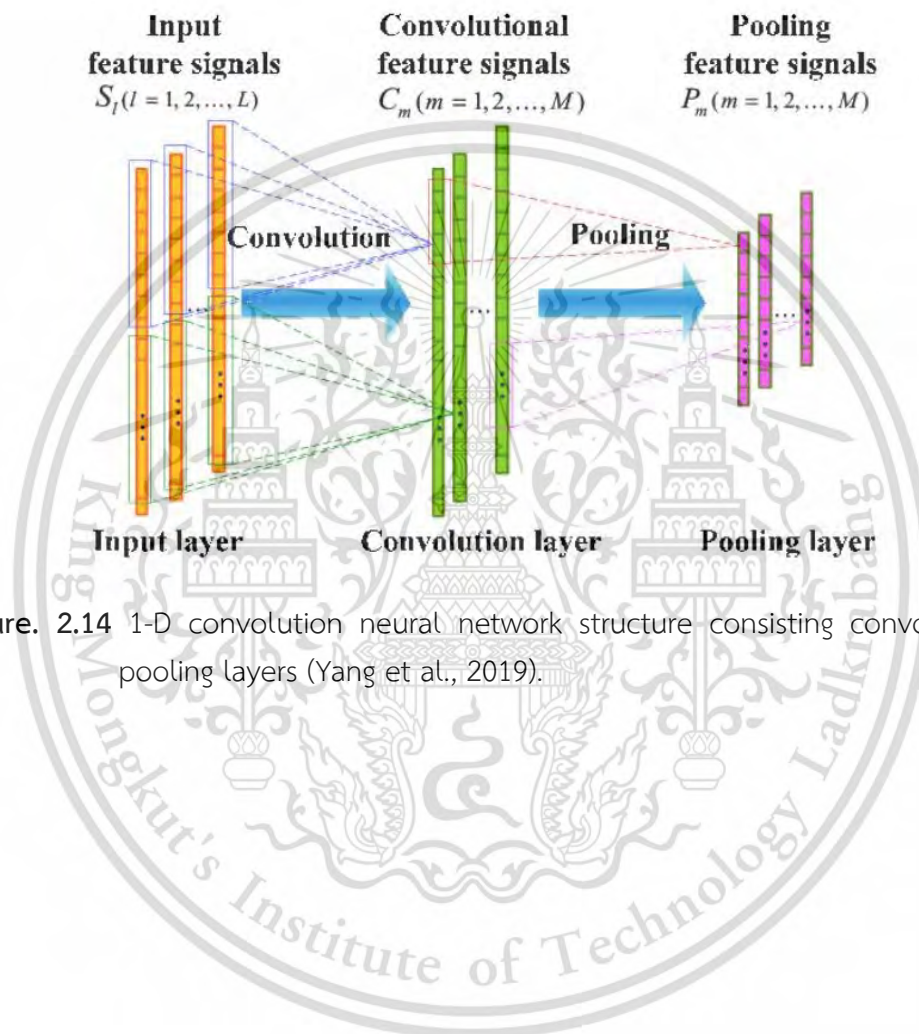 Input Convolutional Pooling
feature signals feature signals feature signals
S_l (l = 1, 2, ..., L) C_m (m = 1, 2, ..., M) P_m (m = 1, 2, ..., M)
Convolution Pooling
... ... ...
Input layer Convolution layer Pooling layer
ure. 2.14 1-D convolution neural network structure consisting convo
pooling layers (Yang et al., 2019).
King Mongkut's Institute of Technology Ladkrabang